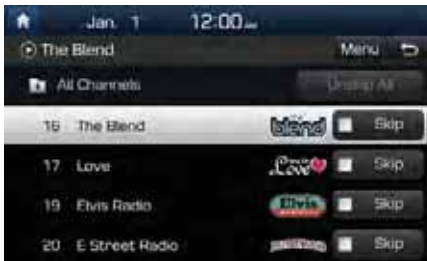 Jan. 1 12:00 AM
The Blend Menu
All Channels Unskip All
16 The Blend blend Skip
17 Love Love Skip
19 Elvis Radio Elvis Skip
20 E Street Radio Skip